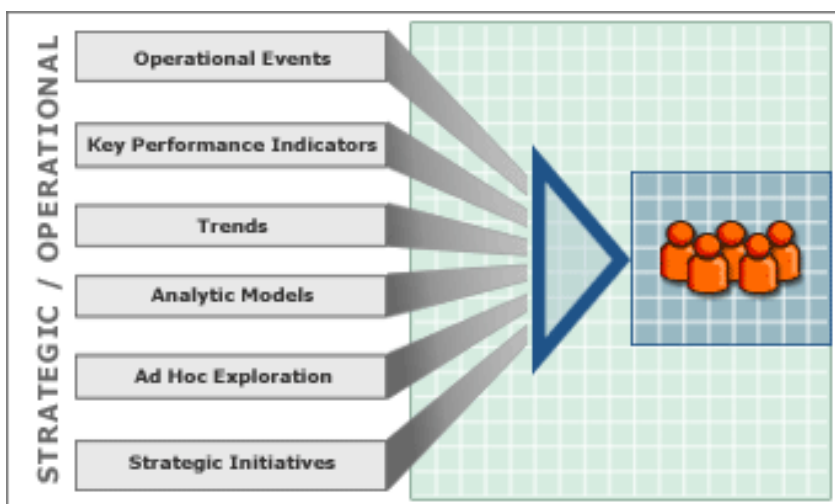 STRATEGIC / OPERATIONAL
Operational Events
Key Performance Indicators
Trends
Analytic Models
Ad Hoc Exploration
Strategic Initiatives